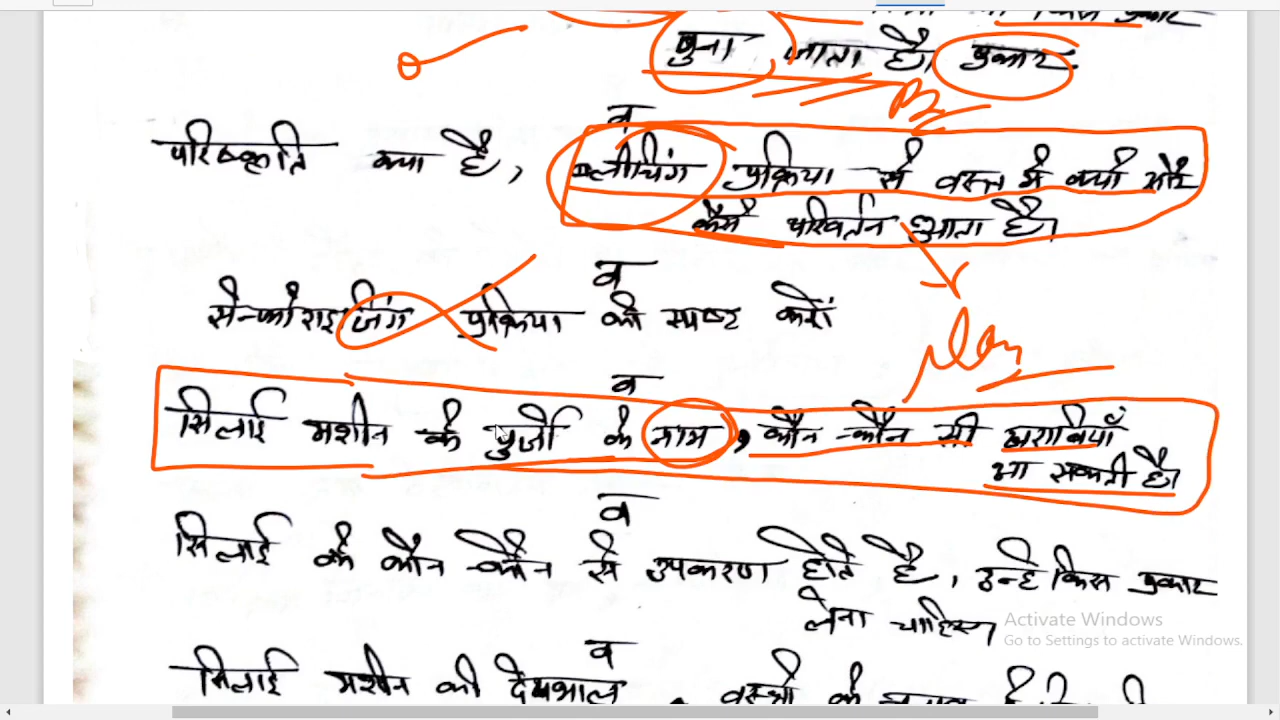 चुना जाता है। प्रकार
व
परिष्कृति क्या है, ब्लीचिंग प्रक्रिया से वस्त्र में क्यों और
कैसे परिवर्तन आता है।
व
सेन्फोराइजिंग प्रक्रिया को स्पष्ट करों
व
सिलाई मशीन के पुर्जो के नाम, कौन-कौन सी खराबियाँ
आ सकती है।
व
सिलाई के कौन-कौन से उपकरण होते है, उन्हे किस प्रकार
लेना चाहिए
Activate Windows
Go to Settings to activate Windows.
व
सिलाई मशीन की देखभाल, वस्त्रो के